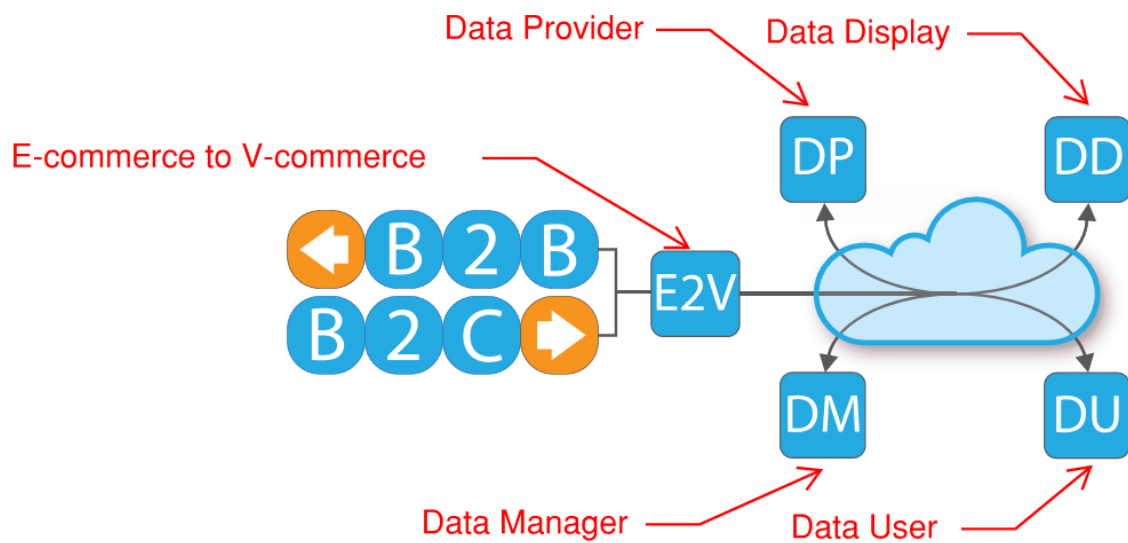 Data Provider
Data Display
E-commerce to V-commerce
DP
DD
B 2 B
E2V
B 2 C
DM
DU
Data Manager
Data User